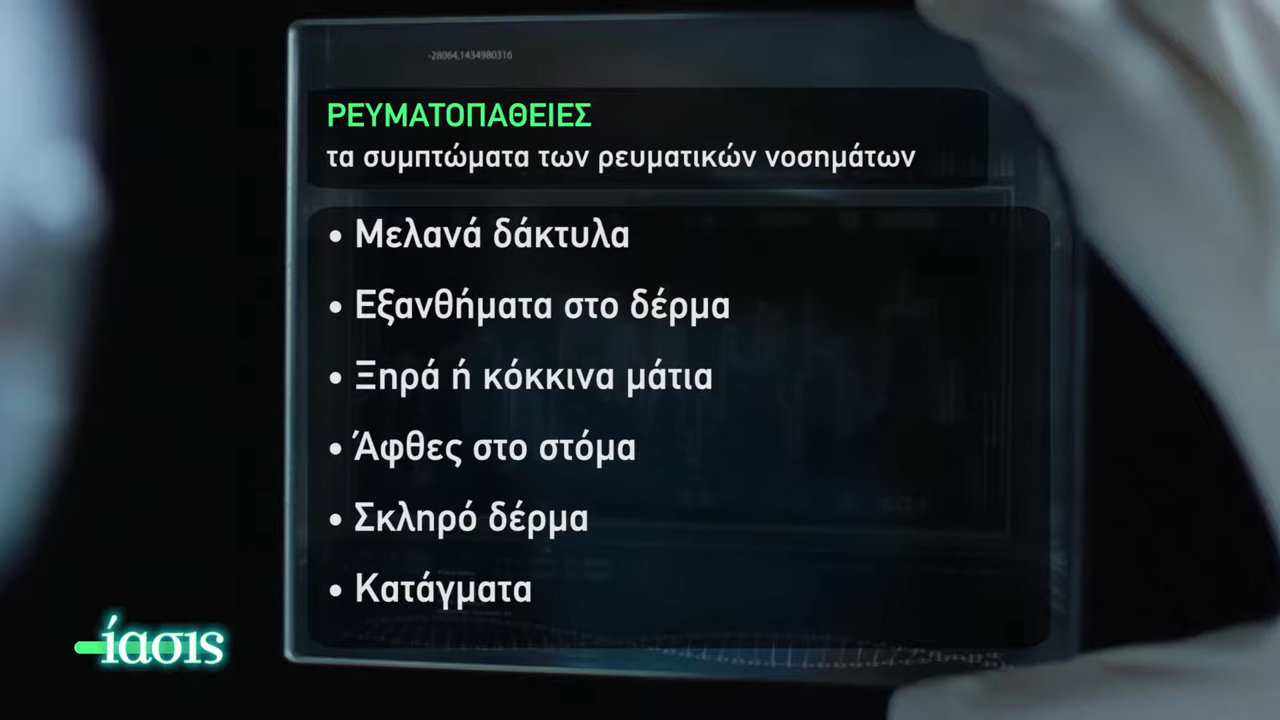 -28064,1434980316
ΡΕΥΜΑΤΟΠΑΘΕΙΕΣ
τα συμπτώματα των ρευματικών νοσημάτων
• Μελανά δάκτυλα
• Εξανθήματα στο δέρμα
• Ξηρά ή κόκκινα μάτια
• Άφθες στο στόμα
• Σκληρό δέρμα
• Κατάγματα
ίασις